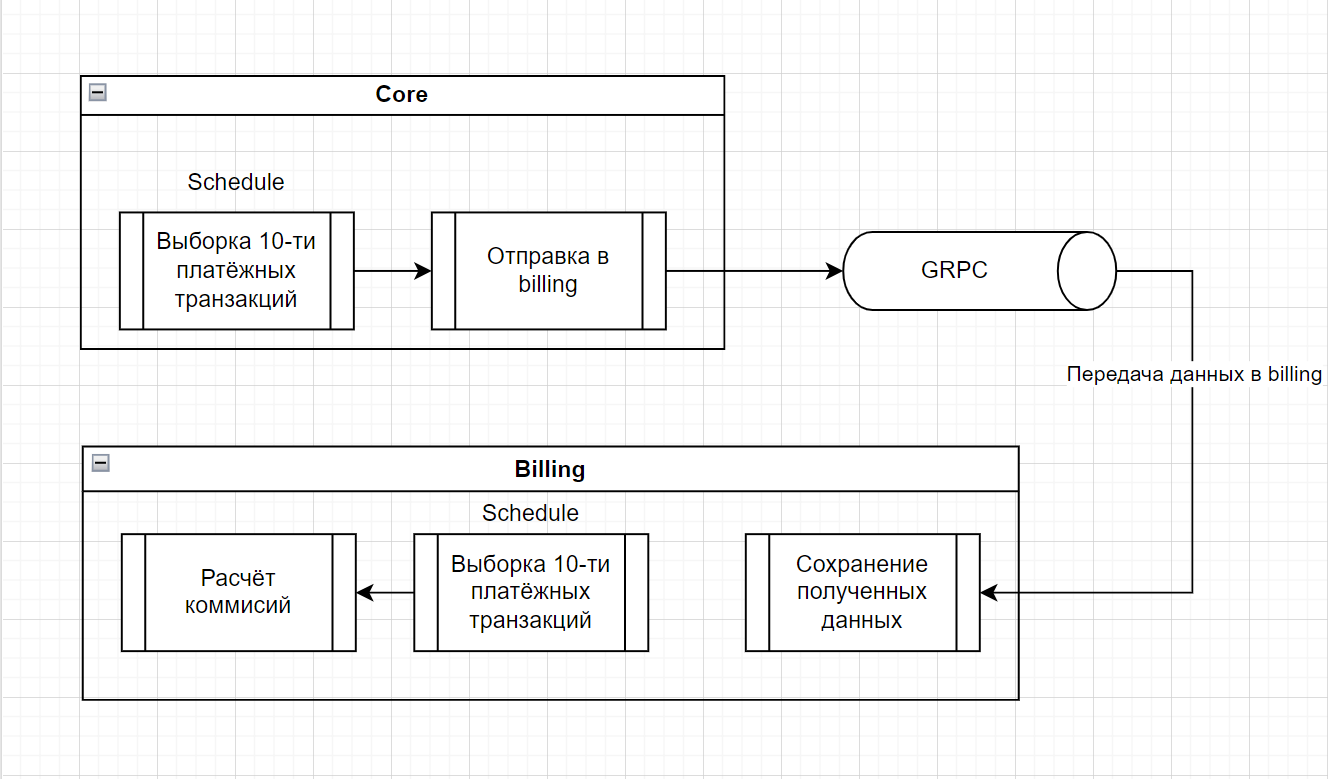 Core
Schedule
Выборка 10-ти
платёжных
транзакций
Отправка в
billing
GRPC
Передача данных в billing
Billing
Schedule
Расчёт
коммисий
Выборка 10-ти
платёжных
транзакций
Сохранение
полученных
данных